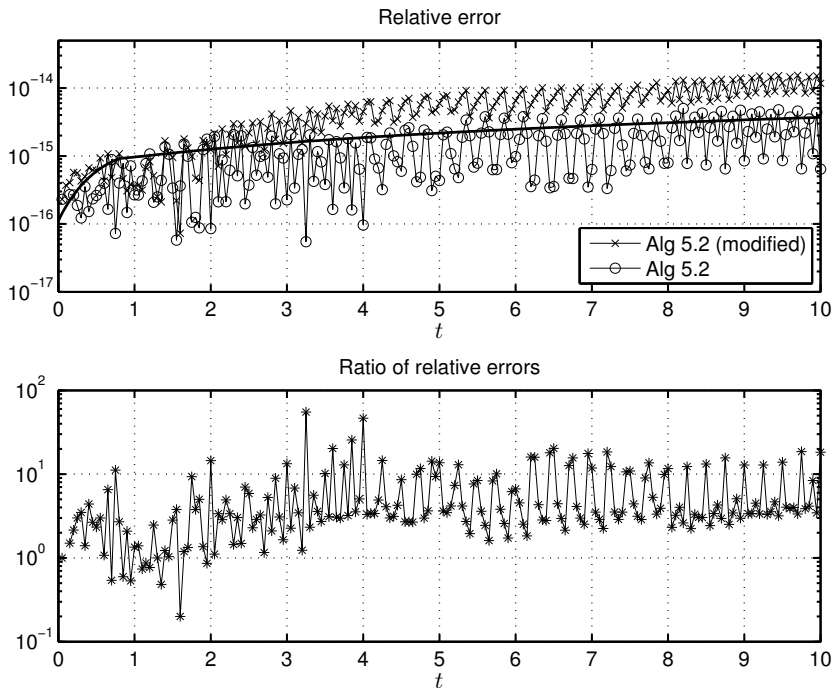 Relative error
10^−14
10^−15
10^−16
10^−17
Alg 5.2 (modified)
Alg 5.2
0 1 2 3 4 5 6 7 8 9 10
t
Ratio of relative errors
10^2
10^1
10^0
10^−1
0 1 2 3 4 5 6 7 8 9 10
t